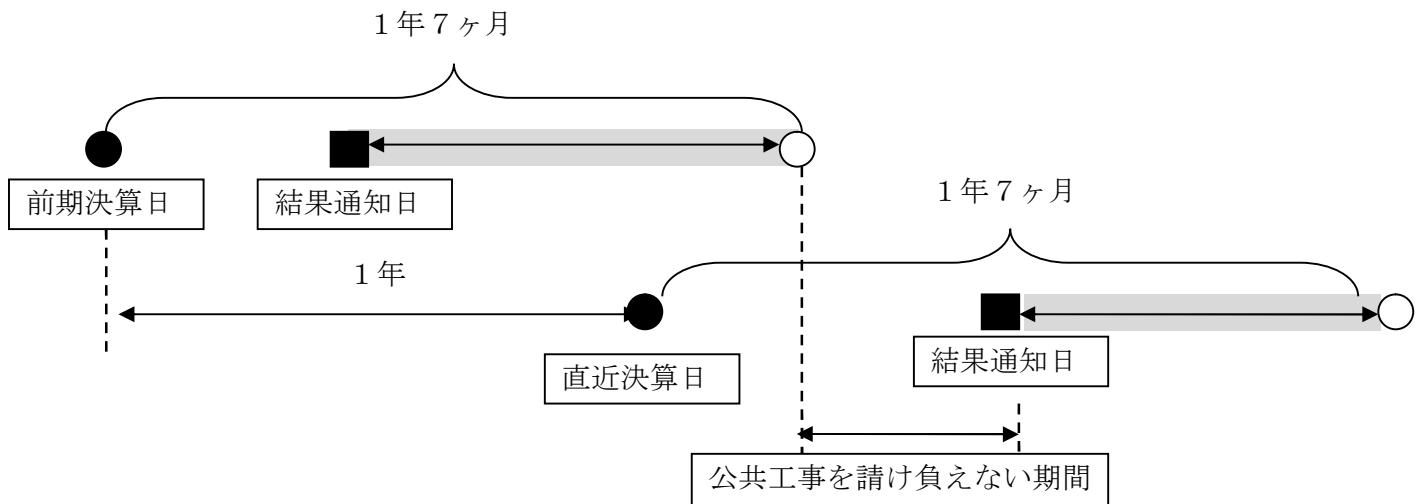 １年７ヶ月
前期決算日
結果通知日
１年７ヶ月
１年
直近決算日
結果通知日
公共工事を請け負えない期間